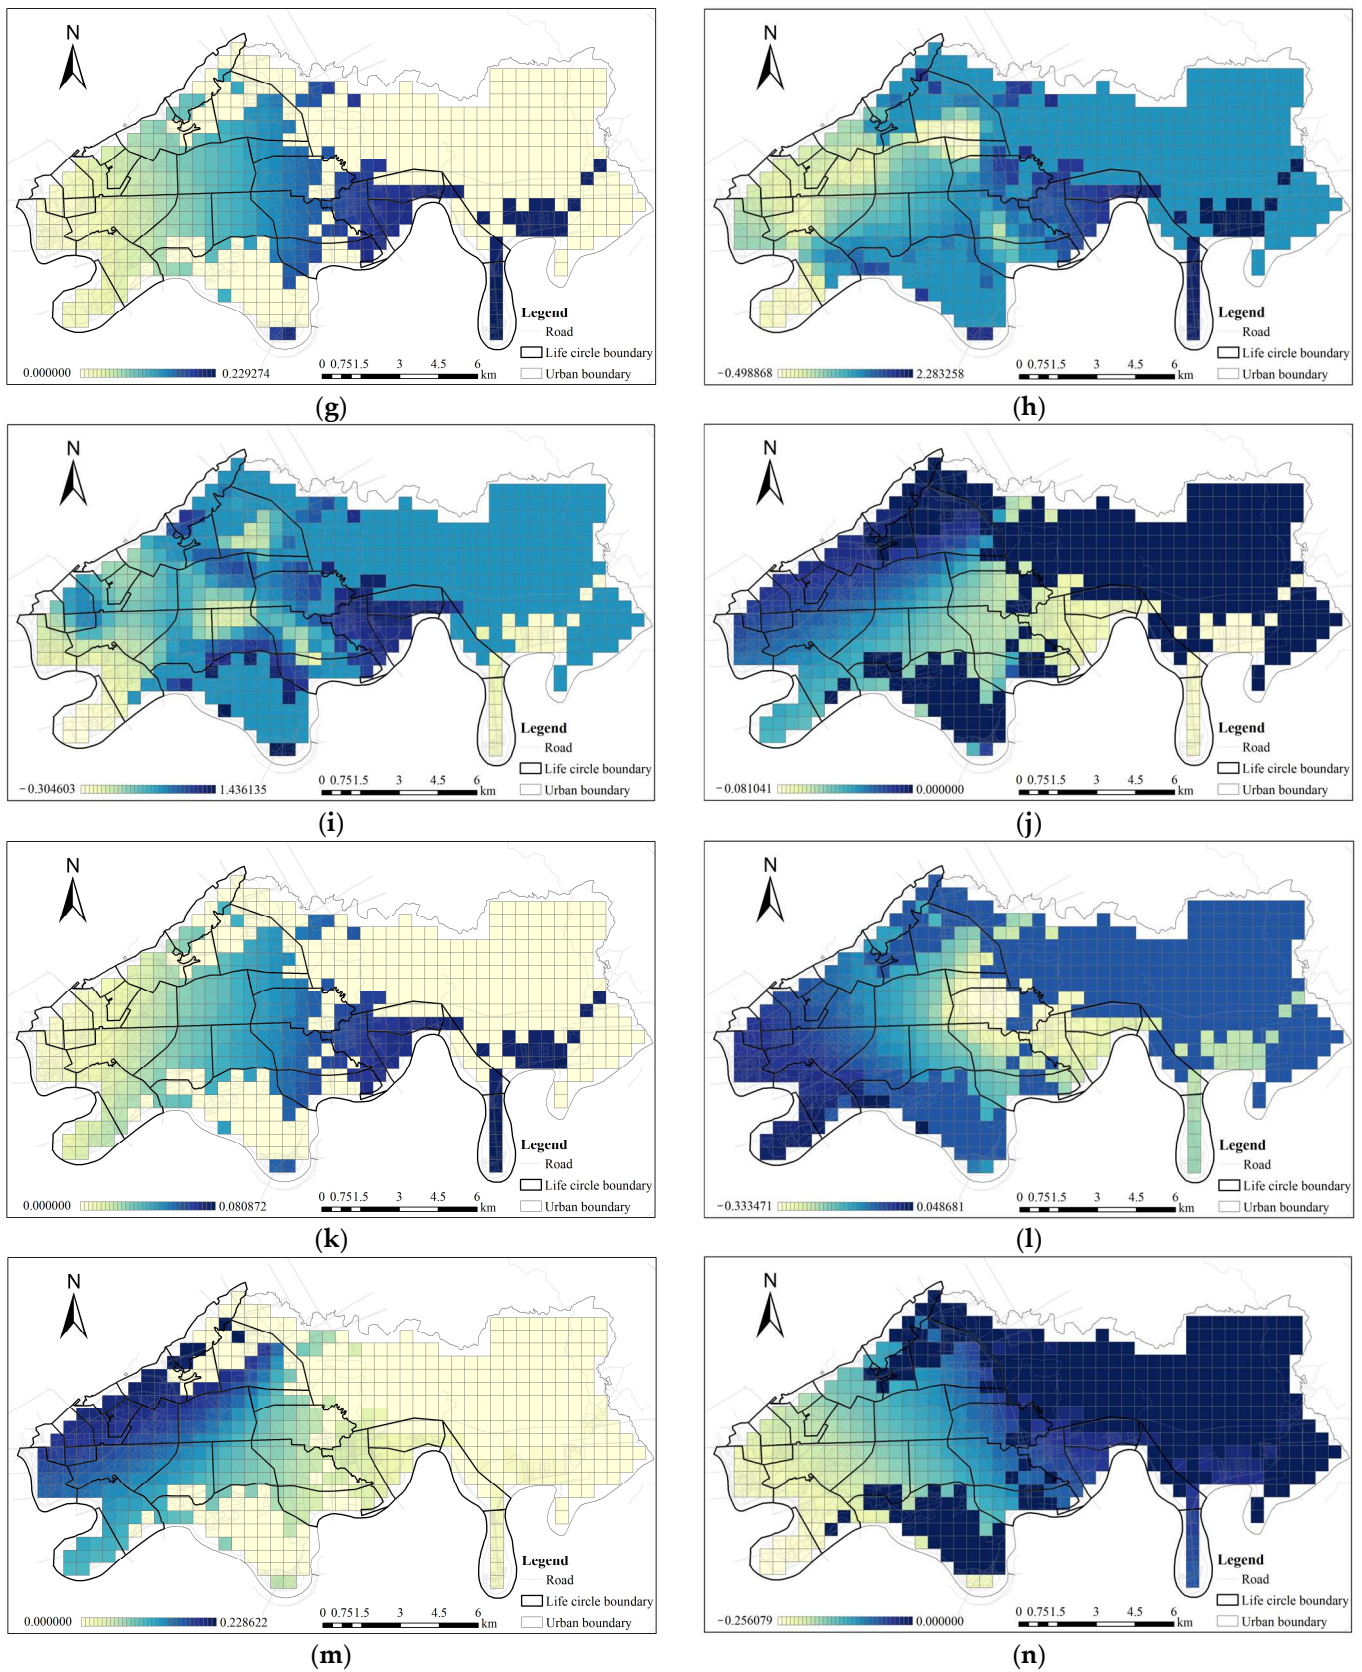 N
Legend
Road
Life circle boundary
Urban boundary
0.000000 0.229274
0 0.751.5 3 4.5 6
km
(g)
N
Legend
Road
Life circle boundary
Urban boundary
−0.498868 2.283258
0 0.751.5 3 4.5 6
km
(h)
N
Legend
Road
Life circle boundary
Urban boundary
−0.304603 1.436135
0 0.751.5 3 4.5 6
km
(i)
N
Legend
Road
Life circle boundary
Urban boundary
−0.081041 0.000000
0 0.751.5 3 4.5 6
km
(j)
N
Legend
Road
Life circle boundary
Urban boundary
0.000000 0.080872
0 0.751.5 3 4.5 6
km
(k)
N
Legend
Road
Life circle boundary
Urban boundary
−0.333471 0.048681
0 0.751.5 3 4.5 6
km
(l)
N
Legend
Road
Life circle boundary
Urban boundary
0.000000 0.228622
0 0.751.5 3 4.5 6
km
(m)
N
Legend
Road
Life circle boundary
Urban boundary
−0.256079 0.000000
0 0.751.5 3 4.5 6
km
(n)